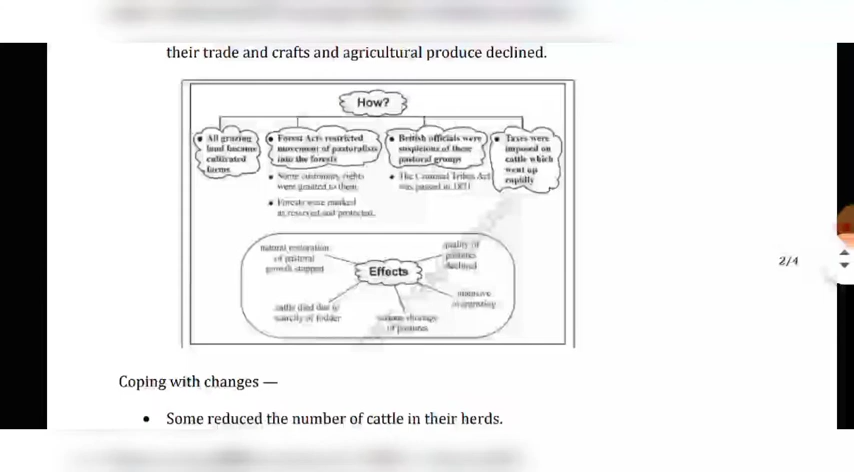 their trade and crafts and agricultural produce declined.
How?
• All grazing
land became
cultivated
farms
• Forest Acts restricted
movement of pastoralists
into the forests
• Some customary rights
were granted to them.
• Forests were marked
as reserved and protected.
• British officials were
suspicious of these
pastoral groups
• The Criminal Tribes Act
was passed in 1871
• Taxes were
imposed on
cattle which
went up
rapidly
Effects
natural restoration
of pastoral
growth stopped
quality of
pastures
declined
cattle died due to
scarcity of fodder
shortage
of pastures
intensive
2/4
Coping with changes —
• Some reduced the number of cattle in their herds.